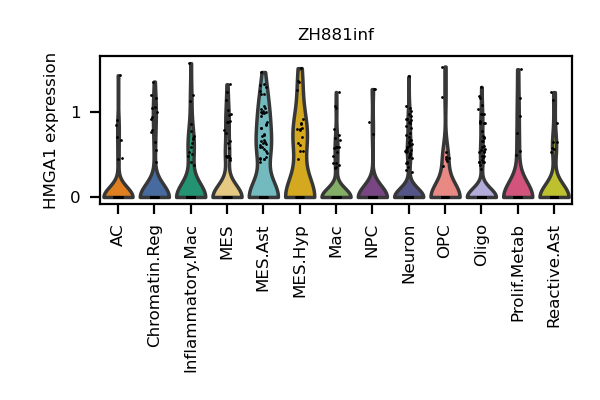 ZH881inf
HMGA1 expression
1
0
AC
Chromatin.Reg
Inflammatory.Mac
MES
MES.Ast
MES.Hyp
Mac
NPC
Neuron
OPC
Oligo
Prolif.Metab
Reactive.Ast